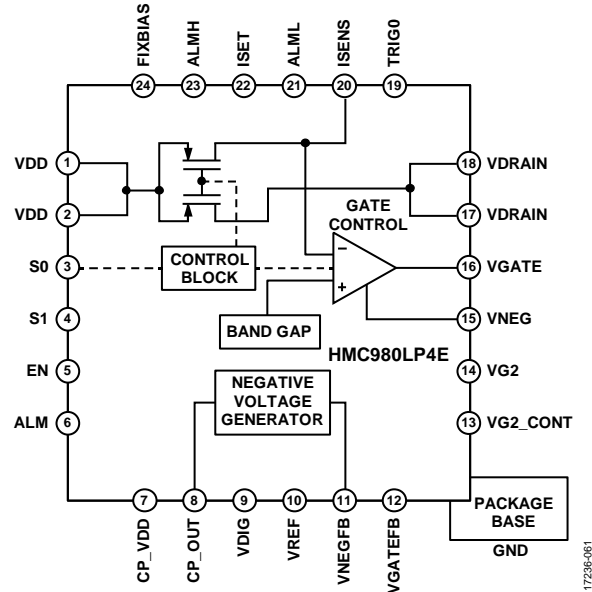 FIXBIAS
ALMH
ISET
ALML
ISENS
TRIG0
24
23
22
21
20
19
VDD 1
18 VDRAIN
VDD 2
17 VDRAIN
GATE
CONTROL
S0 3
CONTROL
BLOCK
–
+
16 VGATE
BAND GAP
S1 4
15 VNEG
HMC980LP4E
EN 5
14 VG2
NEGATIVE
VOLTAGE
GENERATOR
ALM 6
13 VG2_CONT
7
8
9
10
11
12
CP_VDD
CP_OUT
VDIG
VREF
VNEGFB
VGATEFB
PACKAGE
BASE
GND
17236-061